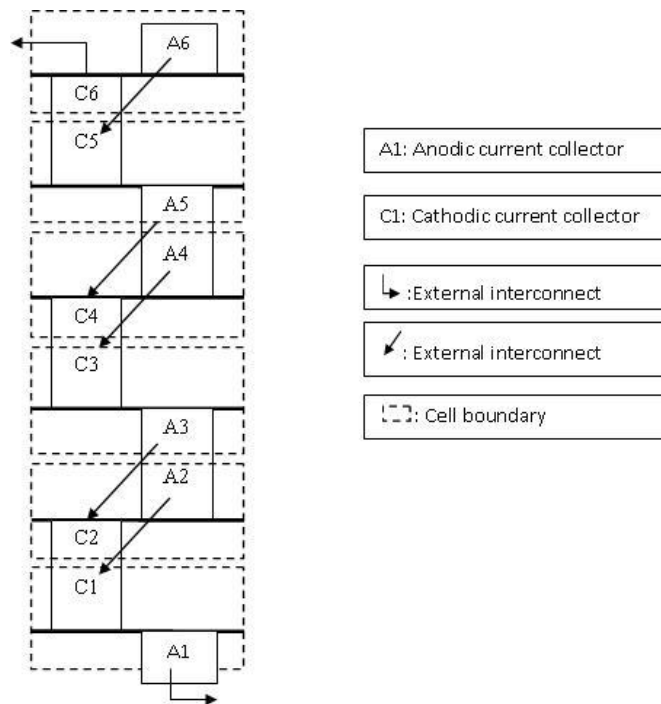 A6
C6
C5
A5
A4
C4
C3
A3
A2
C2
C1
A1
A1: Anodic current collector
C1: Cathodic current collector
:External interconnect
: External interconnect
: Cell boundary